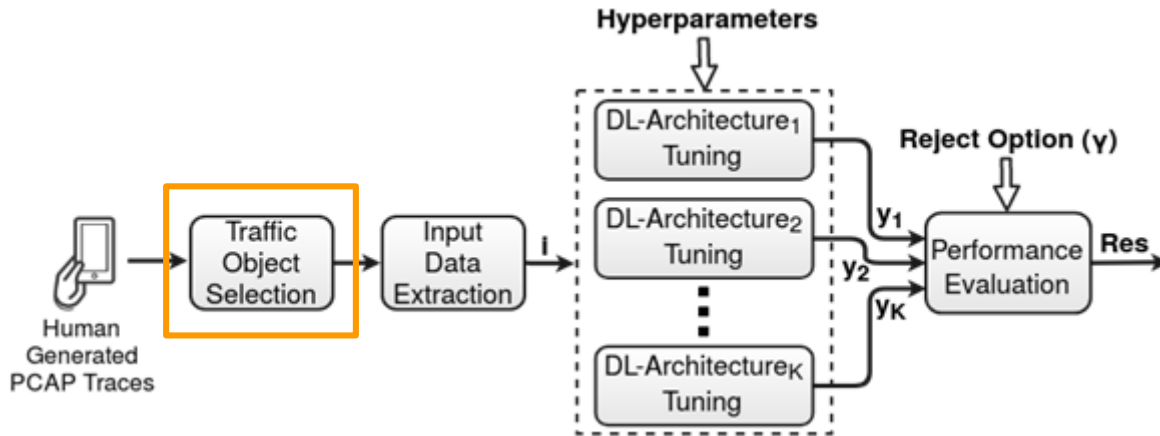 Hyperparameters
DL-Architecture1
Tuning
Reject Option (γ)
Traffic
Object
Selection
Input
Data
Extraction
i
DL-Architecture2
Tuning
y1
y2
yK
Performance
Evaluation
Res
Human
Generated
PCAP Traces
DL-ArchitectureK
Tuning